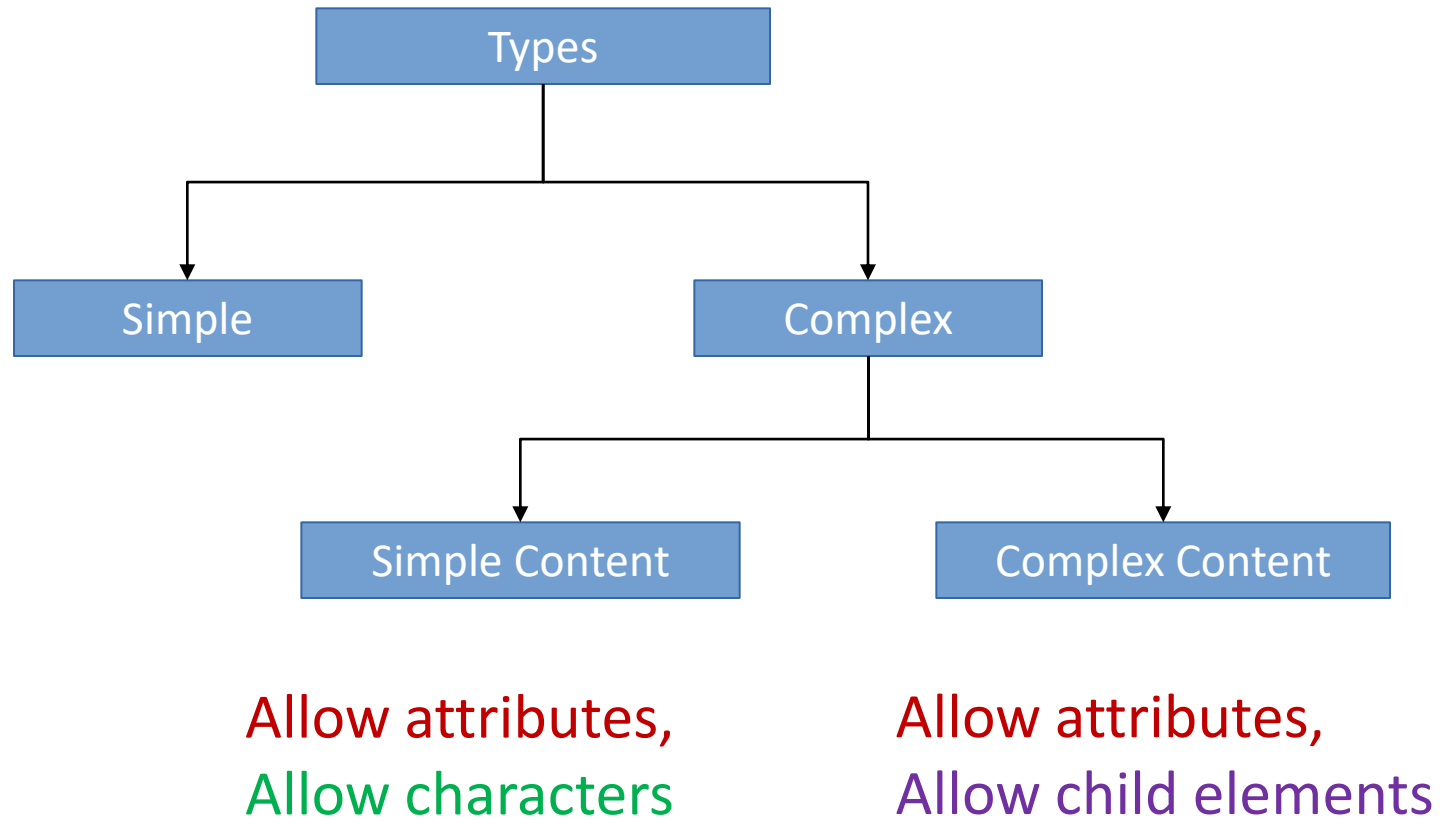 Types
Simple
Complex
Simple Content
Complex Content
Allow attributes,
Allow characters
Allow attributes,
Allow child elements